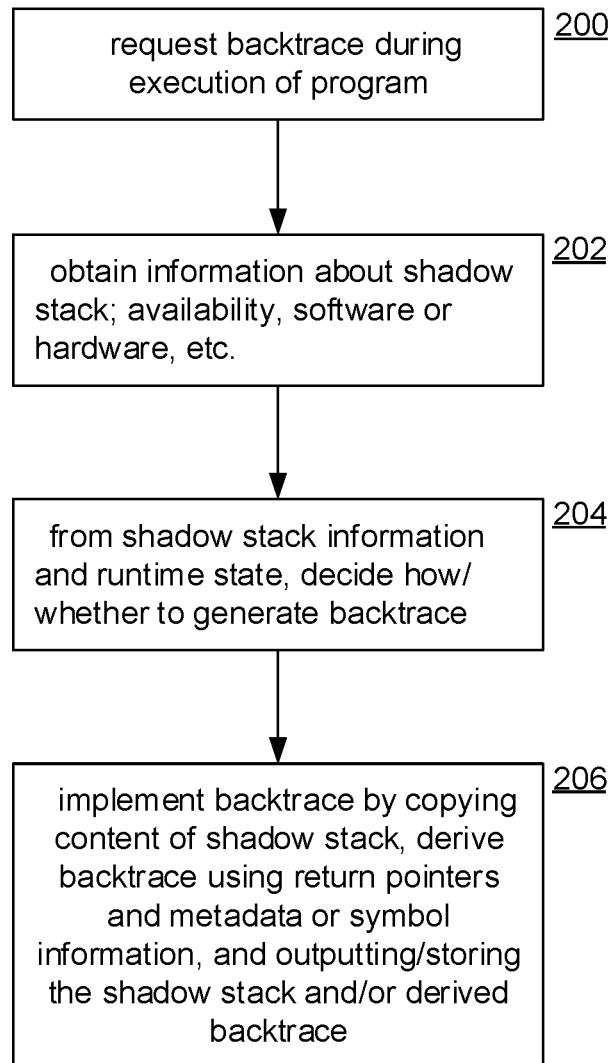 200
request backtrace during
execution of program
202
obtain information about shadow
stack; availability, software or
hardware, etc.
204
from shadow stack information
and runtime state, decide how/
whether to generate backtrace
206
implement backtrace by copying
content of shadow stack, derive
backtrace using return pointers
and metadata or symbol
information, and outputting/storing
the shadow stack and/or derived
backtrace